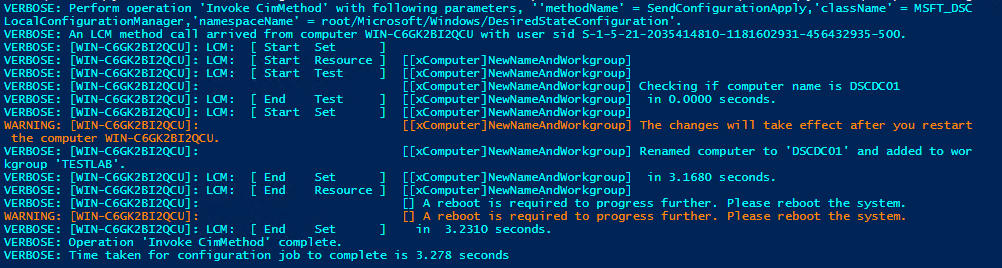 VERBOSE: Perform operation 'Invoke CimMethod' with following parameters, ''methodName' = SendConfigurationApply,'className' = MSFT_DSC
LocalConfigurationManager,'namespaceName' = root/Microsoft/Windows/DesiredStateConfiguration'.
VERBOSE: An LCM method call arrived from computer WIN-C6GK2BI2QCU with user sid S-1-5-21-2035414810-1181602931-456432935-500.
VERBOSE: [WIN-C6GK2BI2QCU]: LCM:  [ Start  Set      ]
VERBOSE: [WIN-C6GK2BI2QCU]: LCM:  [ Start  Resource ]  [[xComputer]NewNameAndWorkgroup]
VERBOSE: [WIN-C6GK2BI2QCU]: LCM:  [ Start  Test     ]  [[xComputer]NewNameAndWorkgroup]
VERBOSE: [WIN-C6GK2BI2QCU]:                            [[xComputer]NewNameAndWorkgroup] Checking if computer name is DSCDC01
VERBOSE: [WIN-C6GK2BI2QCU]: LCM:  [ End    Test     ]  [[xComputer]NewNameAndWorkgroup]  in 0.0000 seconds.
VERBOSE: [WIN-C6GK2BI2QCU]: LCM:  [ Start  Set      ]  [[xComputer]NewNameAndWorkgroup]
WARNING: [WIN-C6GK2BI2QCU]:                            [[xComputer]NewNameAndWorkgroup] The changes will take effect after you restart
 the computer WIN-C6GK2BI2QCU.
VERBOSE: [WIN-C6GK2BI2QCU]:                            [[xComputer]NewNameAndWorkgroup] Renamed computer to 'DSCDC01' and added to wor
kgroup 'TESTLAB'.
VERBOSE: [WIN-C6GK2BI2QCU]: LCM:  [ End    Set      ]  [[xComputer]NewNameAndWorkgroup]  in 3.1680 seconds.
VERBOSE: [WIN-C6GK2BI2QCU]: LCM:  [ End    Resource ]  [[xComputer]NewNameAndWorkgroup]
VERBOSE: [WIN-C6GK2BI2QCU]:                            [] A reboot is required to progress further. Please reboot the system.
WARNING: [WIN-C6GK2BI2QCU]:                            [] A reboot is required to progress further. Please reboot the system.
VERBOSE: [WIN-C6GK2BI2QCU]: LCM:  [ End    Set      ]    in  3.2310 seconds.
VERBOSE: Operation 'Invoke CimMethod' complete.
VERBOSE: Time taken for configuration job to complete is 3.278 seconds